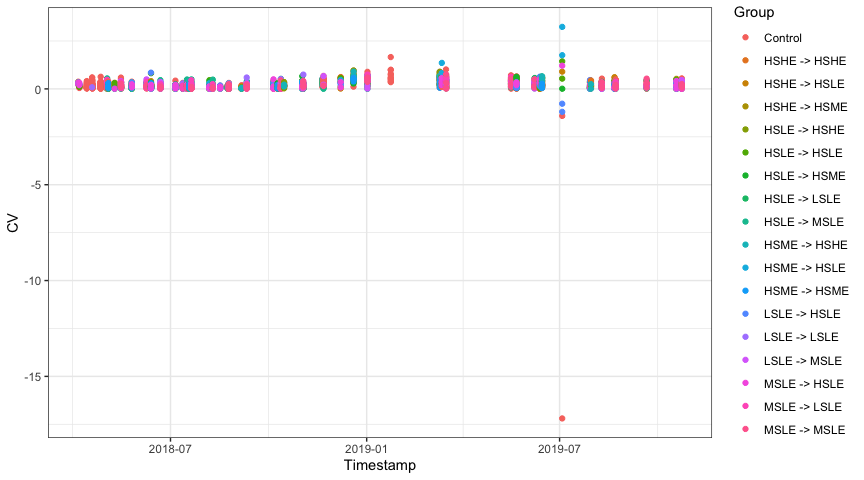 Group
Control
HSHE -> HSHE
HSHE -> HSLE
HSHE -> HSME
HSLE -> HSHE
HSLE -> HSLE
HSLE -> HSME
HSLE -> LSLE
HSLE -> MSLE
HSME -> HSHE
HSME -> HSLE
HSME -> HSME
LSLE -> HSLE
LSLE -> LSLE
LSLE -> MSLE
MSLE -> HSLE
MSLE -> LSLE
MSLE -> MSLE
CV
0
-5
-10
-15
2018-07 2019-01 2019-07
Timestamp